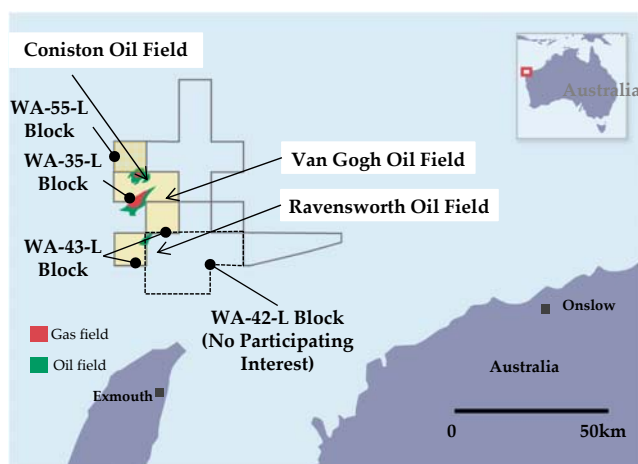 Coniston Oil Field
Australia
WA-55-L
Block
WA-35-L
Block
Van Gogh Oil Field
Ravensworth Oil Field
WA-43-L
Block
WA-42-L Block
(No Participating
Interest)
Onslow
Gas field
Oil field
Australia
Exmouth
0 50km